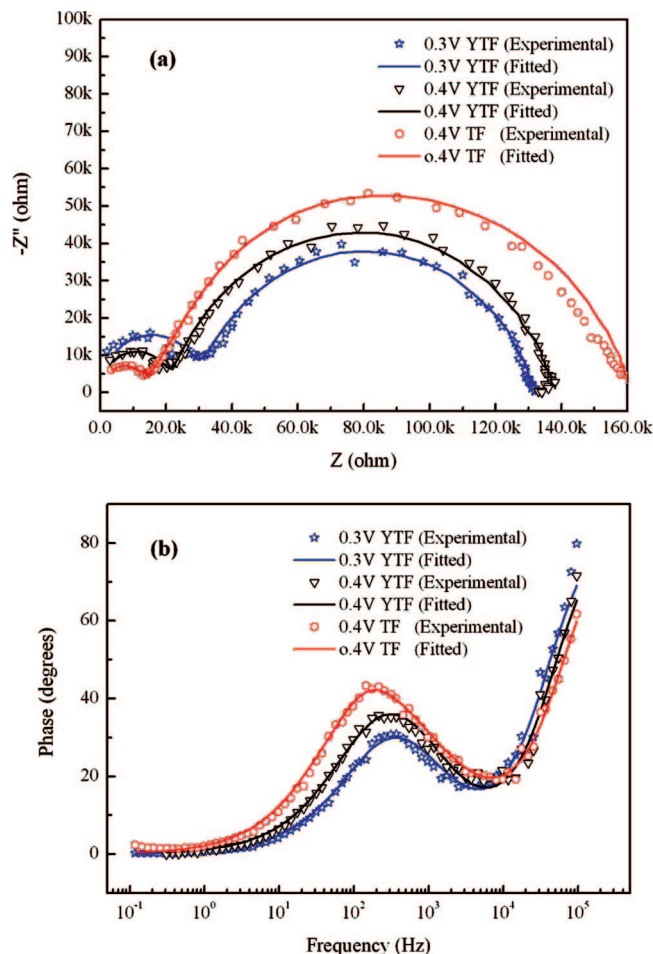 100k
90k
80k
70k
60k
50k
40k
30k
20k
10k
0
-Z" (ohm)
(a)
0.3V YTF (Experimental)
0.3V YTF (Fitted)
0.4V YTF (Experimental)
0.4V YTF (Fitted)
0.4V TF (Experimental)
o.4V TF (Fitted)
0.0 20.0k 40.0k 60.0k 80.0k 100.0k 120.0k 140.0k 160.0k
Z (ohm)
80
60
40
20
0
Phase (degrees)
(b)
0.3V YTF (Experimental)
0.3V YTF (Fitted)
0.4V YTF (Experimental)
0.4V YTF (Fitted)
0.4V TF (Experimental)
o.4V TF (Fitted)
10⁻¹ 10⁰ 10¹ 10² 10³ 10⁴ 10⁵
Frequency (Hz)